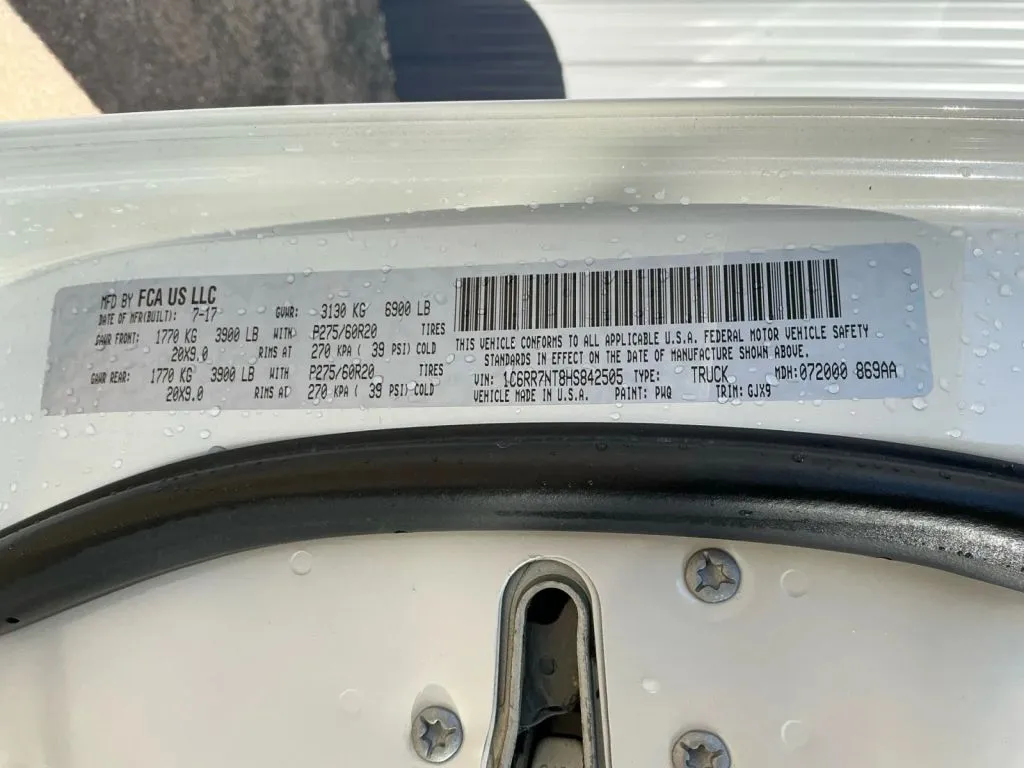 MFD BY FCA US LLC
DATE OF MFR(BUILT): 7-17 GVWR: 3130 KG 6900 LB
GAWR FRONT: 1770 KG 3900 LB WITH P275/60R20 TIRES
20X9.0 RIMS AT 270 KPA ( 39 PSI) COLD
GAWR REAR: 1770 KG 3900 LB WITH P275/60R20 TIRES
20X9.0 RIMS AT 270 KPA ( 39 PSI) COLD
THIS VEHICLE CONFORMS TO ALL APPLICABLE U.S.A. FEDERAL MOTOR VEHICLE SAFETY
STANDARDS IN EFFECT ON THE DATE OF MANUFACTURE SHOWN ABOVE.
VIN: 1C6RR7NT8HS842505 TYPE: TRUCK MDH: 072000 869AA
VEHICLE MADE IN U.S.A. PAINT: PWQ TRIM: GJX9